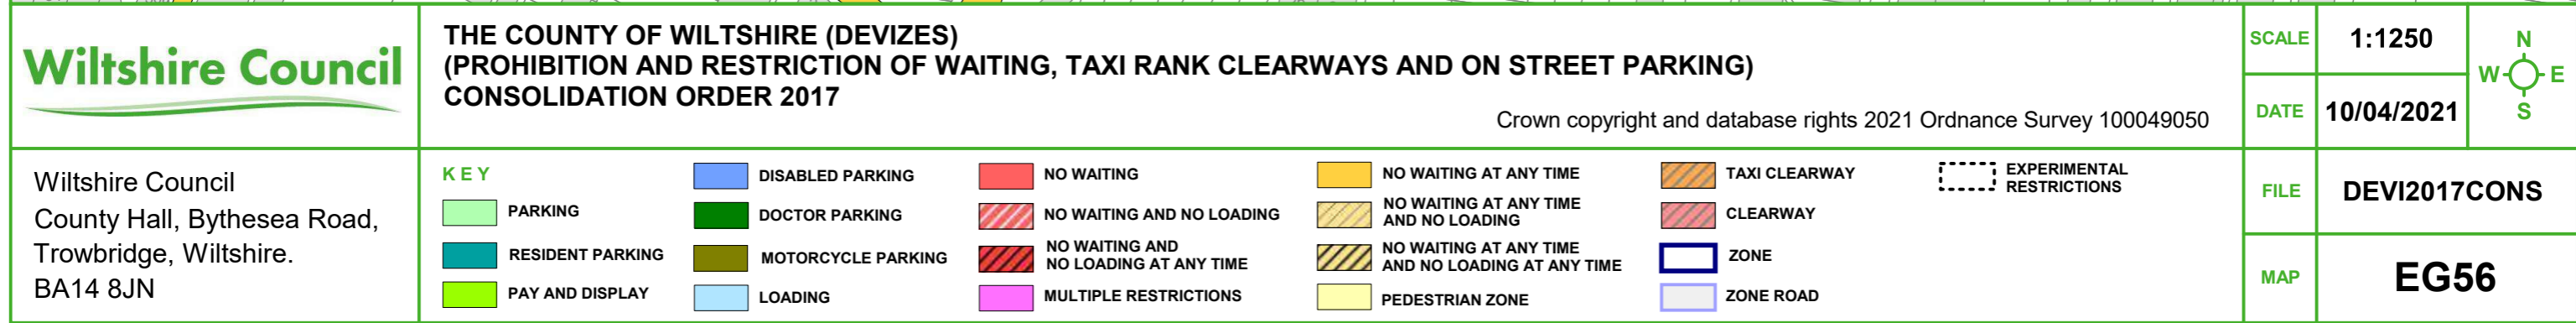 Wiltshire Council
THE COUNTY OF WILTSHIRE (DEVIZES)
(PROHIBITION AND RESTRICTION OF WAITING, TAXI RANK CLEARWAYS AND ON STREET PARKING)
CONSOLIDATION ORDER 2017
Crown copyright and database rights 2021 Ordnance Survey 100049050
SCALE 1:1250
DATE 10/04/2021
N
W E
S
Wiltshire Council
County Hall, Bythesea Road,
Trowbridge, Wiltshire.
BA14 8JN
KEY
PARKING
RESIDENT PARKING
PAY AND DISPLAY
DISABLED PARKING
DOCTOR PARKING
MOTORCYCLE PARKING
LOADING
NO WAITING
NO WAITING AND NO LOADING
NO WAITING AND
NO LOADING AT ANY TIME
MULTIPLE RESTRICTIONS
NO WAITING AT ANY TIME
NO WAITING AT ANY TIME
AND NO LOADING
NO WAITING AT ANY TIME
AND NO LOADING AT ANY TIME
PEDESTRIAN ZONE
TAXI CLEARWAY
CLEARWAY
ZONE
ZONE ROAD
EXPERIMENTAL
RESTRICTIONS
FILE DEVI2017CONS
MAP EG56